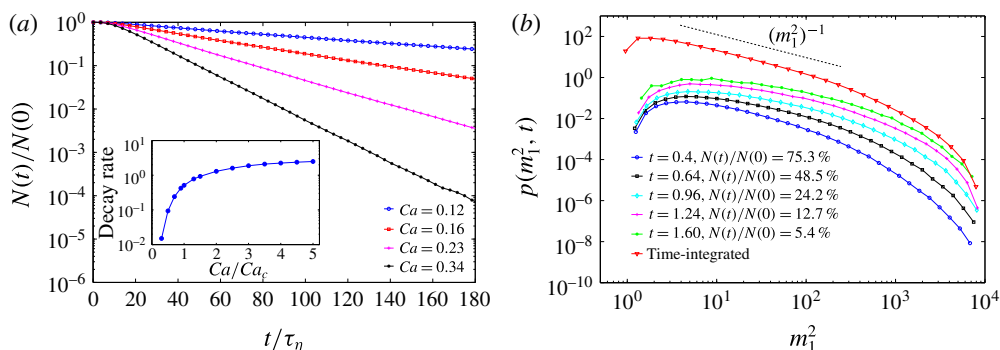 (a)
10^0
10^−1
10^−2
10^−3
10^−4
10^−5
10^−6
N(t)/N(0)
0 20 40 60 80 100 120 140 160 180
t/τ_η
10^1
10^0
10^−1
10^−2
Decay rate
0 1 2 3 4 5
Ca/Ca_c
Ca = 0.12
Ca = 0.16
Ca = 0.23
Ca = 0.34
(b)
10^2
10^0
10^−2
10^−4
10^−6
10^−8
10^−10
p(m_1^2, t)
(m_1^2)^−1
t = 0.4, N(t)/N(0) = 75.3 %
t = 0.64, N(t)/N(0) = 48.5 %
t = 0.96, N(t)/N(0) = 24.2 %
t = 1.24, N(t)/N(0) = 12.7 %
t = 1.60, N(t)/N(0) = 5.4 %
Time-integrated
10^0 10^1 10^2 10^3 10^4
m_1^2